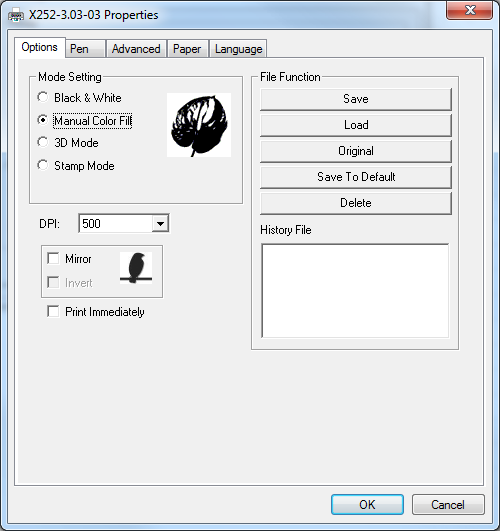 X252-3.03-03 Properties
Options Pen Advanced Paper Language
Mode Setting
Black & White
Manual Color Fill
3D Mode
Stamp Mode
DPI: 500
Mirror
Invert
Print Immediately
File Function
Save
Load
Original
Save To Default
Delete
History File
OK Cancel